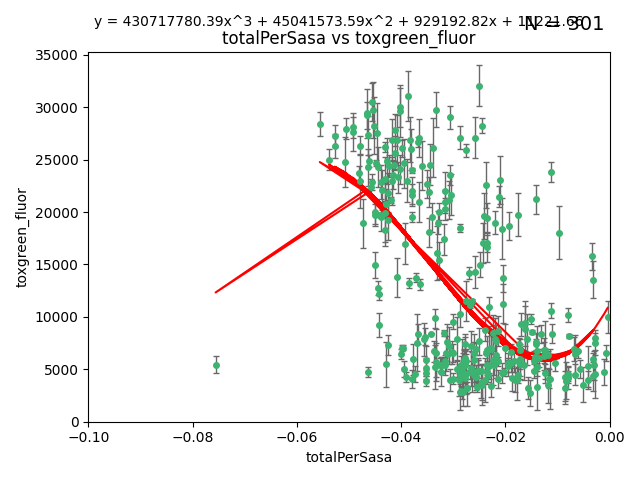 y = 430717780.39x^3 + 45041573.59x^2 + 929192.82x +
N = 301
totalPerSasa vs toxgreen_fluor
35000
30000
25000
20000
15000
10000
5000
0
toxgreen_fluor
−0.10
−0.08
−0.06
−0.04
−0.02
0.00
totalPerSasa